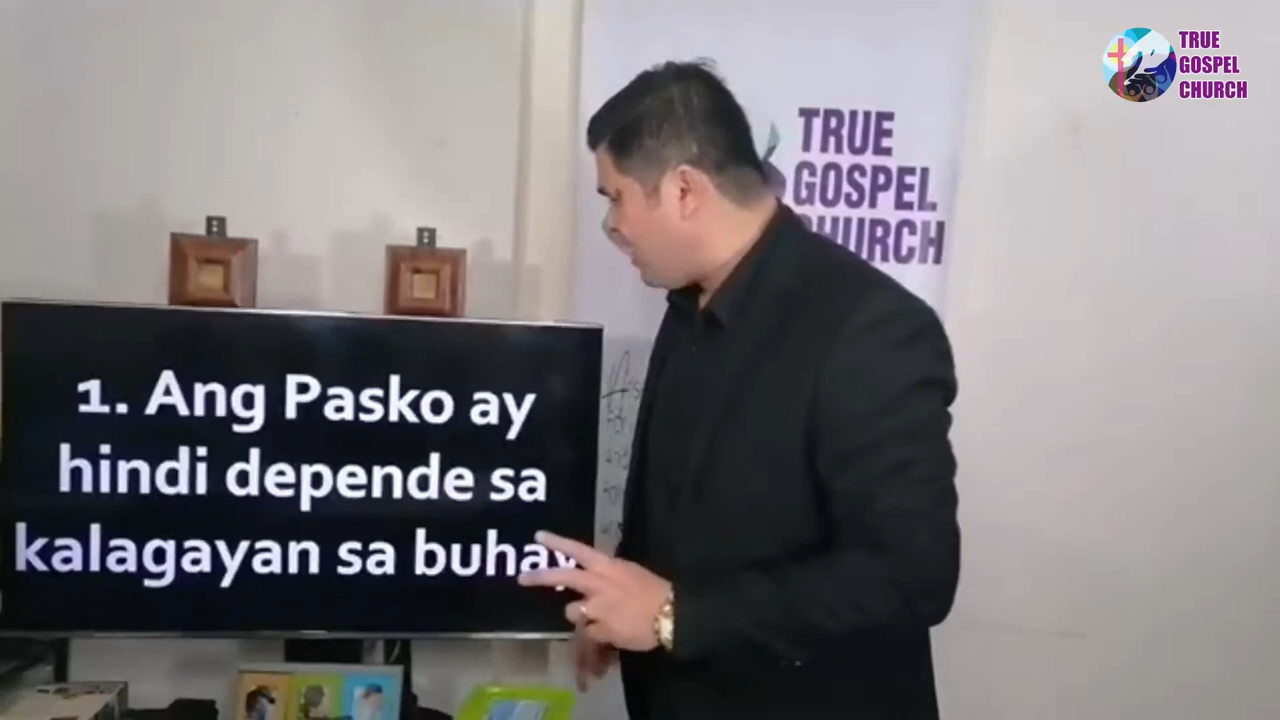 TRUE
GOSPEL
CHURCH
TRUE
GOSPEL
CHURCH
1. Ang Pasko ay
hindi depende sa
kalagayan sa buhay